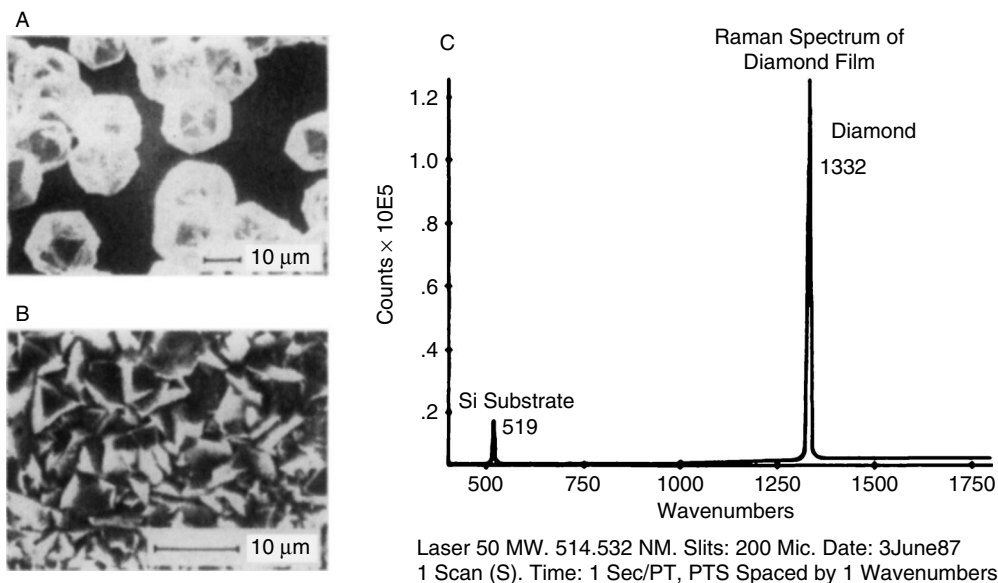 A
10 μm
B
10 μm
C
Raman Spectrum of
Diamond Film
Counts × 10E5
1.2
1.0
.8
.6
.4
.2
Diamond
1332
Si Substrate
519
500
750
1000
1250
1500
1750
Wavenumbers
Laser 50 MW. 514.532 NM. Slits: 200 Mic. Date: 3June87
1 Scan (S). Time: 1 Sec/PT, PTS Spaced by 1 Wavenumbers